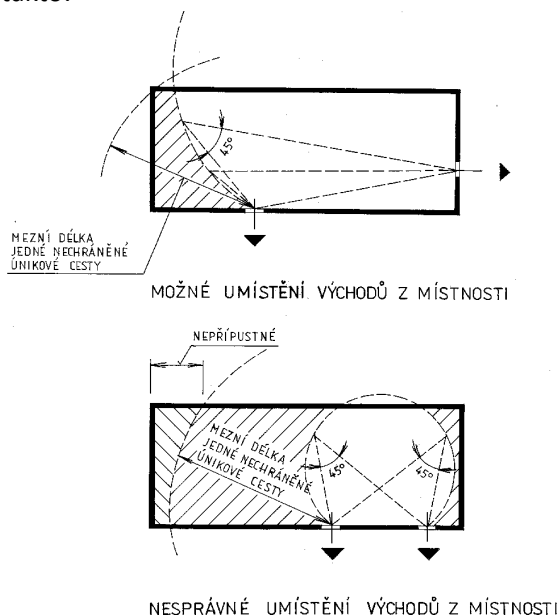 45°
MEZNÍ DÉLKA
JEDNÉ NECHRÁNĚNÉ
ÚNIKOVÉ CESTY
MOŽNÉ UMÍSTĚNÍ VÝCHODŮ Z MÍSTNOSTI
NEPŘÍPUSTNÉ
MEZNÍ DÉLKA
JEDNÉ NECHRÁNĚNÉ
ÚNIKOVÉ CESTY
45°
45°
NESPRÁVNÉ UMÍSTĚNÍ VÝCHODŮ Z MÍSTNOSTI